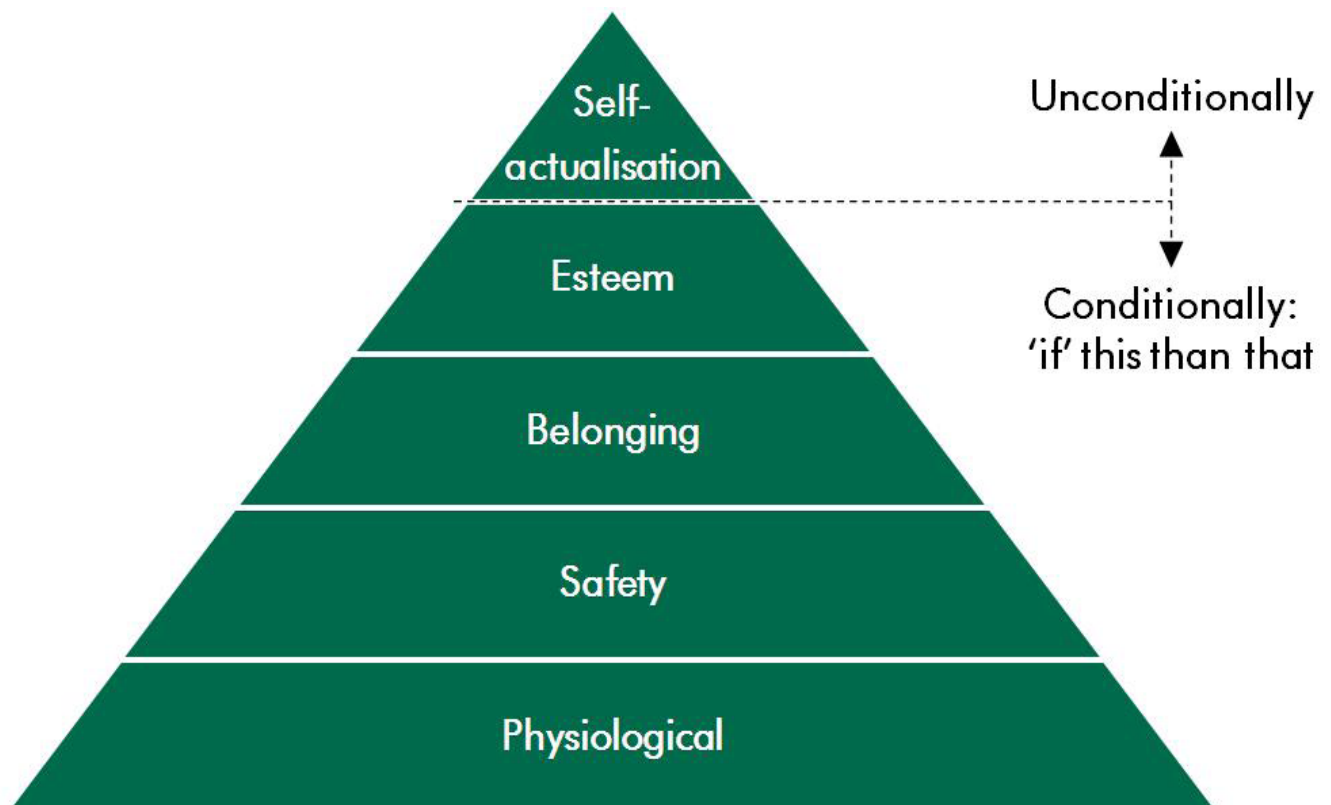 Self-
actualisation
Unconditionally
Esteem
Conditionally:
‘if’ this than that
Belonging
Safety
Physiological